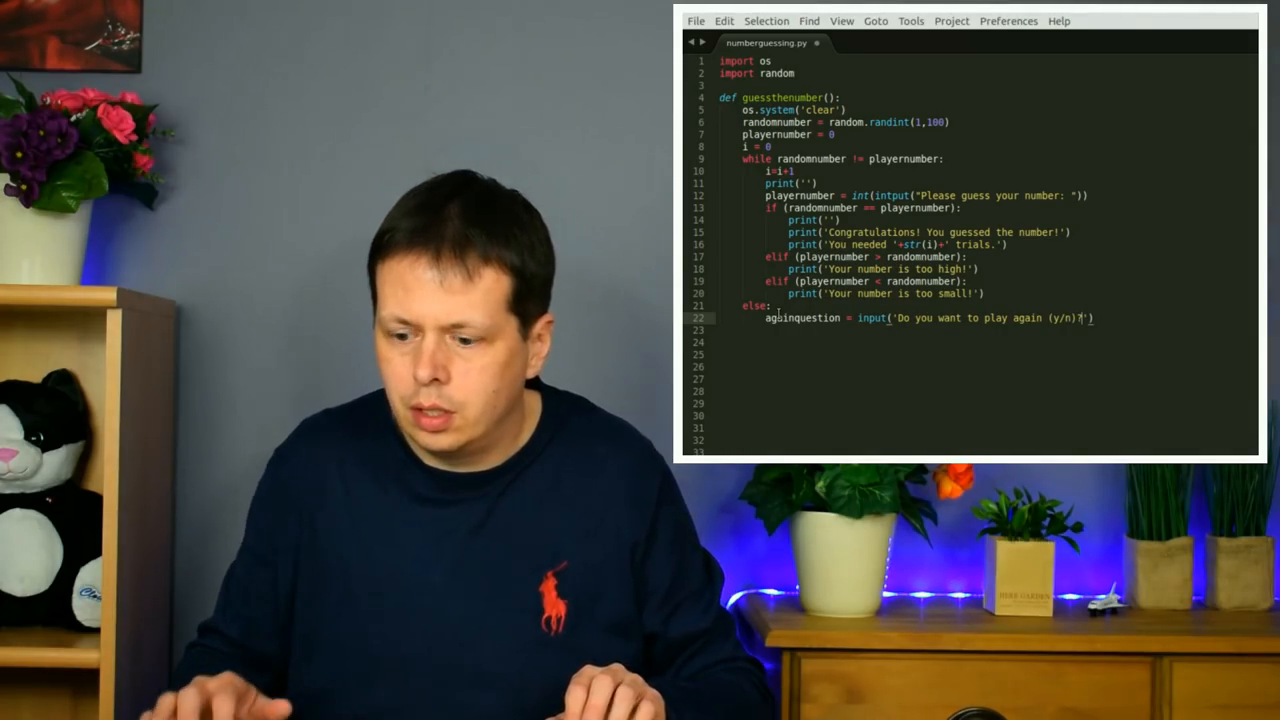 File Edit Selection Find View Goto Tools Project Preferences Help
numberguessing.py
1 import os
2 import random
3
4 def guessthenumber():
5 os.system('clear')
6 randomnumber = random.randint(1,100)
7 playernumber = 0
8 i = 0
9 while randomnumber != playernumber:
10 i=i+1
11 print('')
12 playernumber = int(intput("Please guess your number: "))
13 if (randomnumber == playernumber):
14 print('')
15 print('Congratulations! You guessed the number!')
16 print('You needed '+str(i)+' trials.')
17 elif (playernumber > randomnumber):
18 print('Your number is too high!')
19 elif (playernumber < randomnumber):
20 print('Your number is too small!')
21 else:
22 againquestion = input('Do you want to play again (y/n)?')
23
24
25
26
27
28
29
30
31
32
33
HERB GARDEN